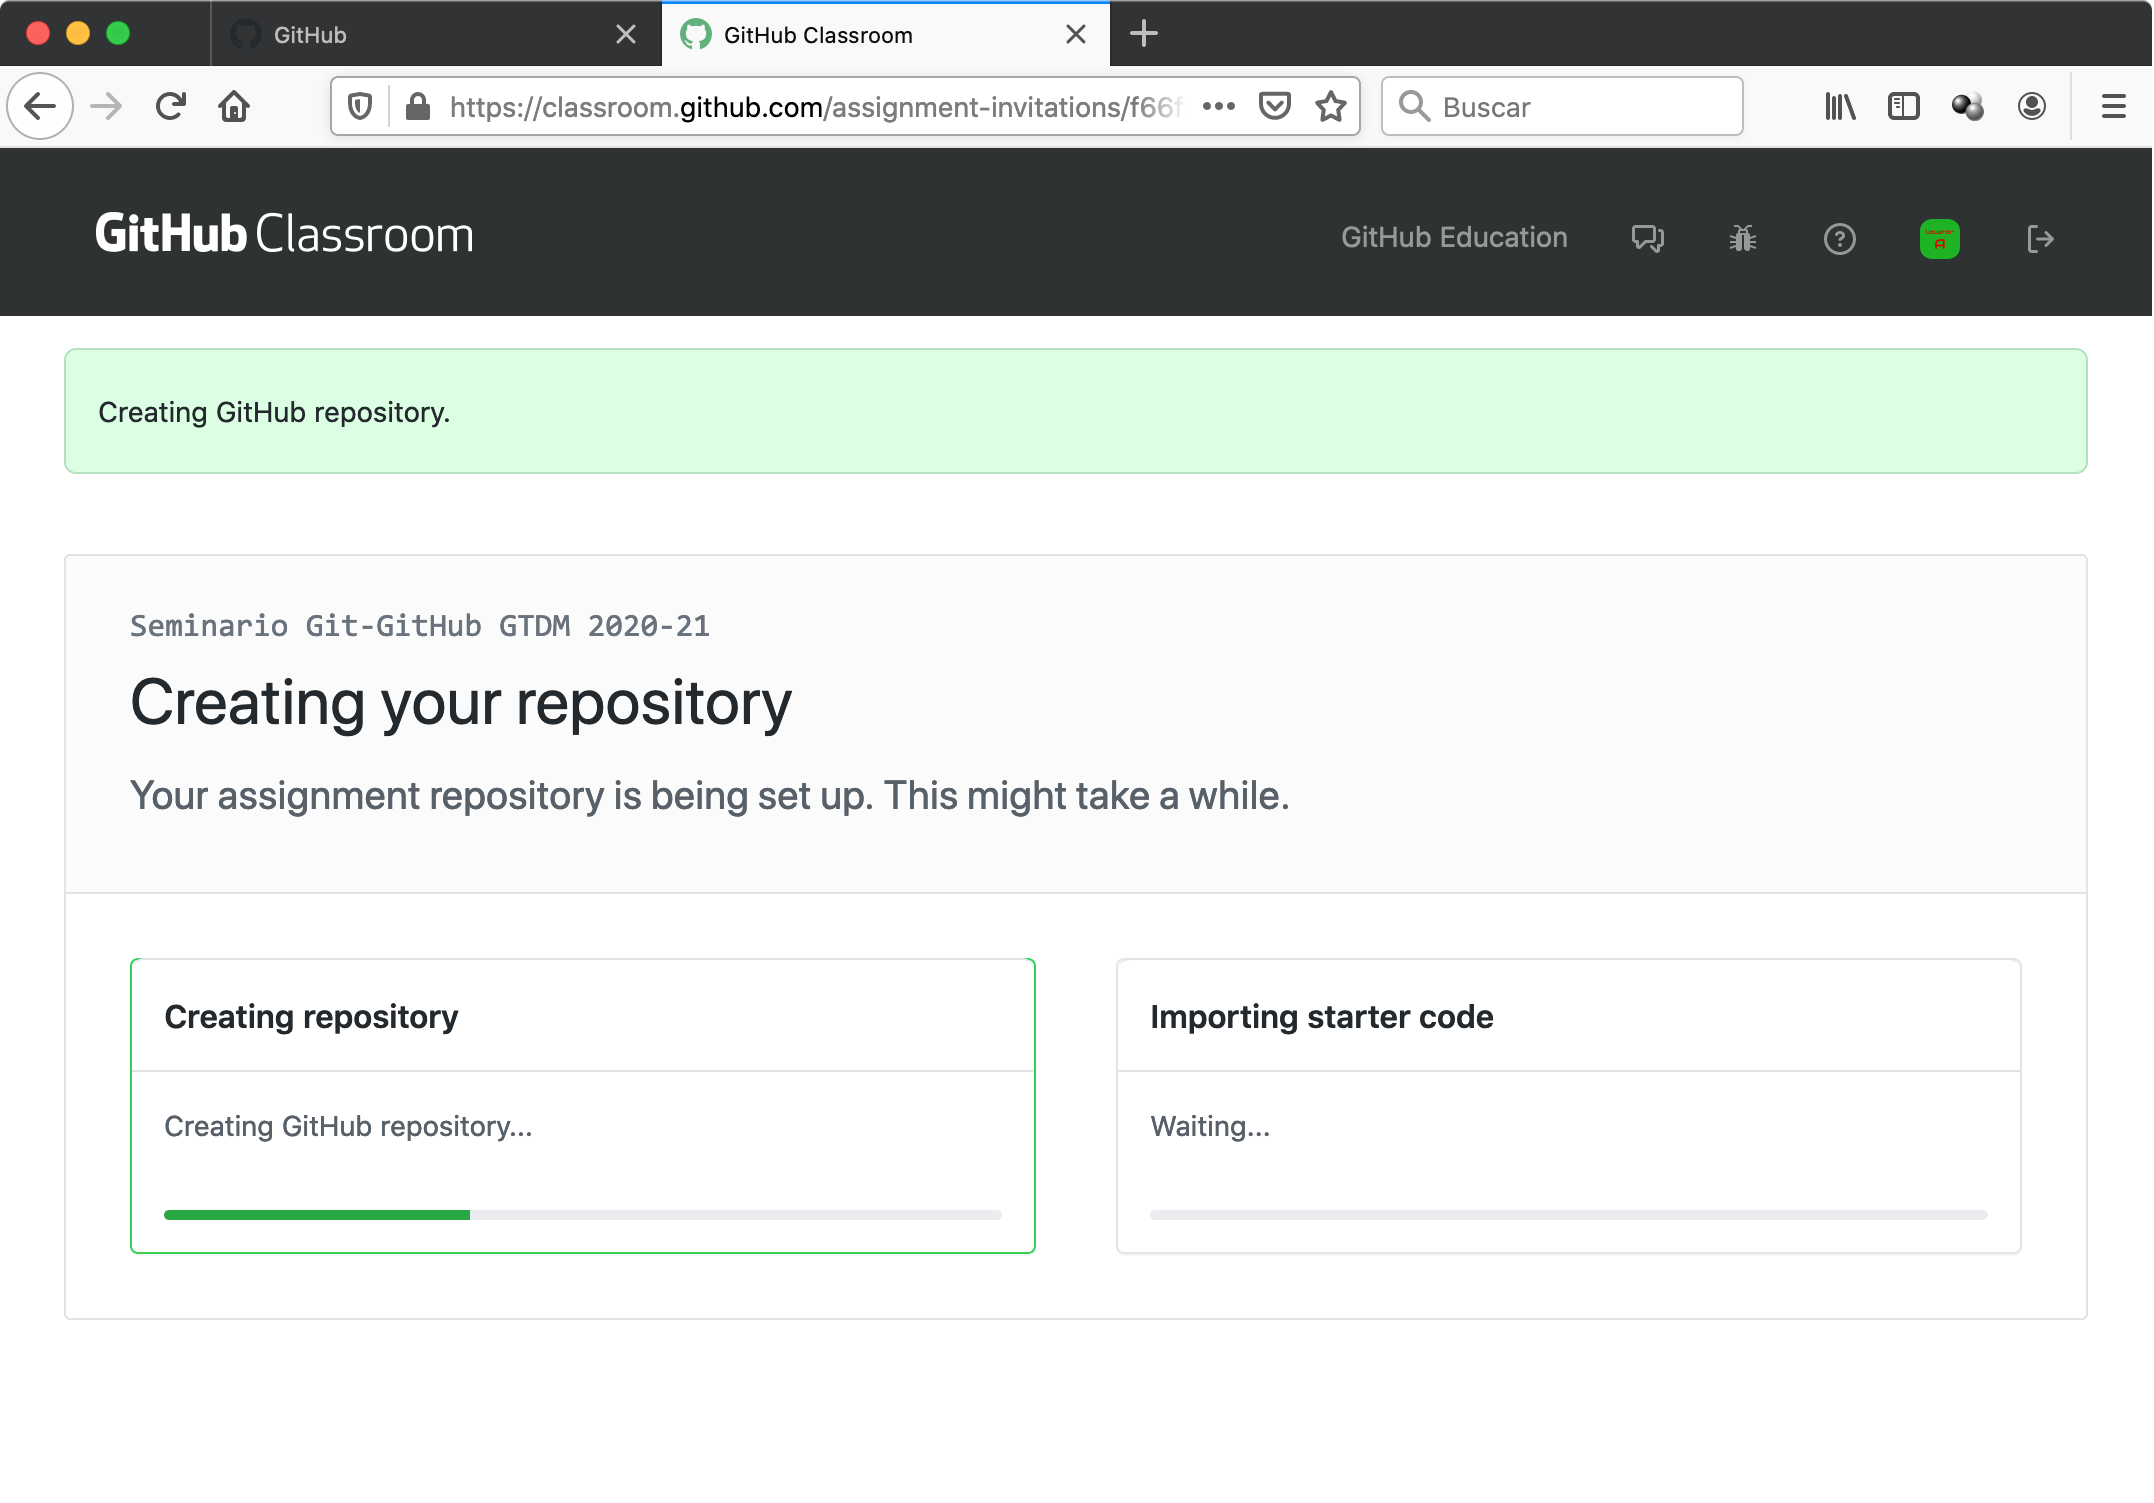 GitHub
GitHub Classroom
https://classroom.github.com/assignment-invitations/f66f
Buscar
GitHub Classroom
GitHub Education
Usuario-
A
Creating GitHub repository.
Seminario Git-GitHub GTDM 2020-21
Creating your repository
Your assignment repository is being set up. This might take a while.
Creating repository
Importing starter code
Creating GitHub repository...
Waiting...